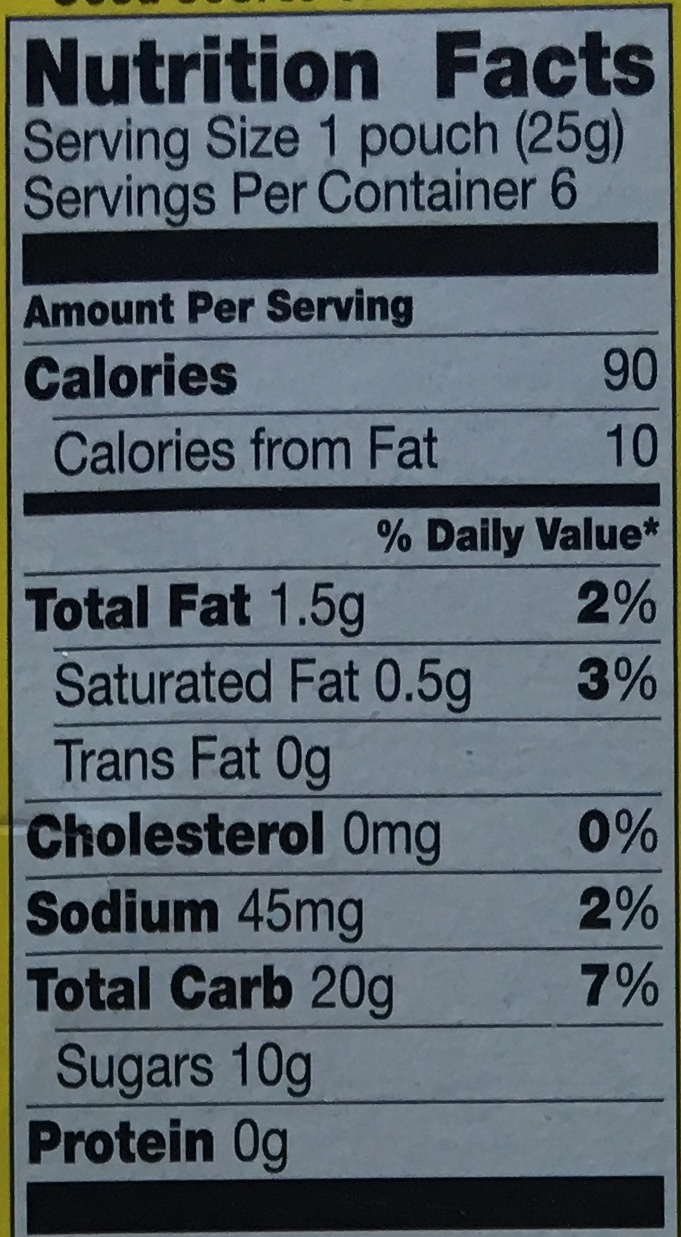 Nutrition Facts
Serving Size 1 pouch (25g)
Servings Per Container 6
Amount Per Serving
Calories 90
Calories from Fat 10
% Daily Value*
Total Fat 1.5g 2%
Saturated Fat 0.5g 3%
Trans Fat 0g
Cholesterol 0mg 0%
Sodium 45mg 2%
Total Carb 20g 7%
Sugars 10g
Protein 0g